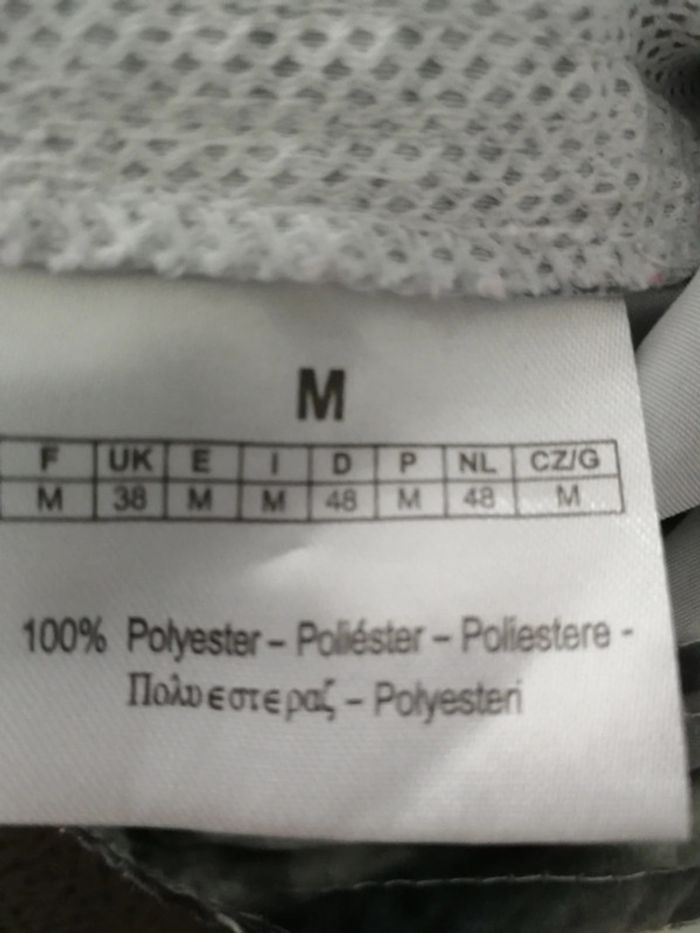 M
F UK E I D P NL CZ/G
M 38 M M 48 M 48 M
100% Polyester – Poliéster – Poliestere -
Πολυεστεραζ – Polyesteri